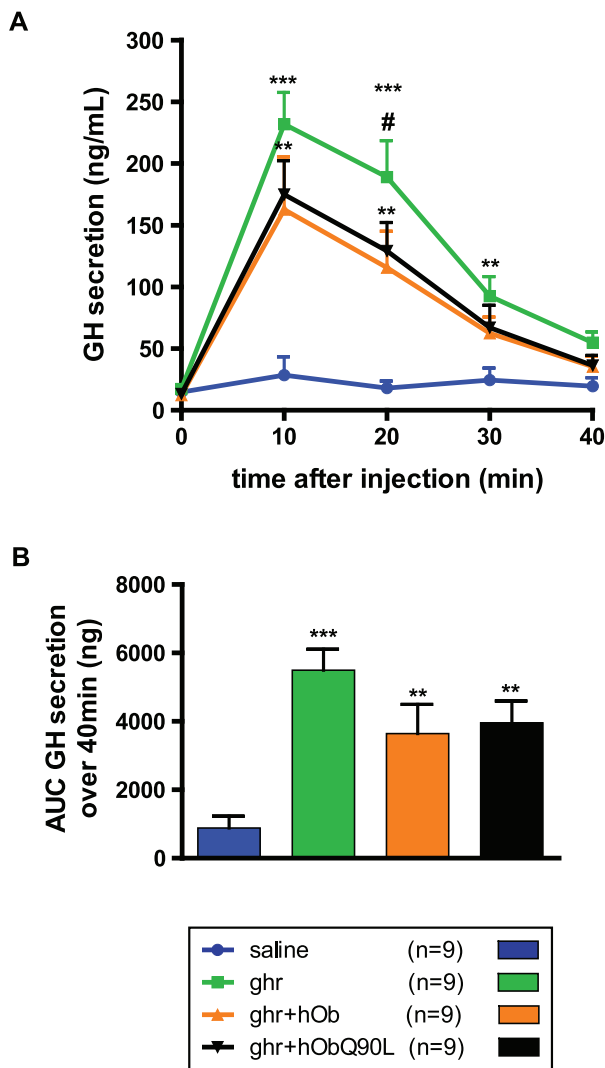 A
300
250
200
150
100
50
0
GH secretion (ng/mL)
***
***
#
**
**
**
0 10 20 30 40
time after injection (min)
B
8000
6000
4000
2000
0
AUC GH secretion
over 40min (ng)
***
**
**
saline (n=9)
ghr (n=9)
ghr+hOb (n=9)
ghr+hObQ90L (n=9)